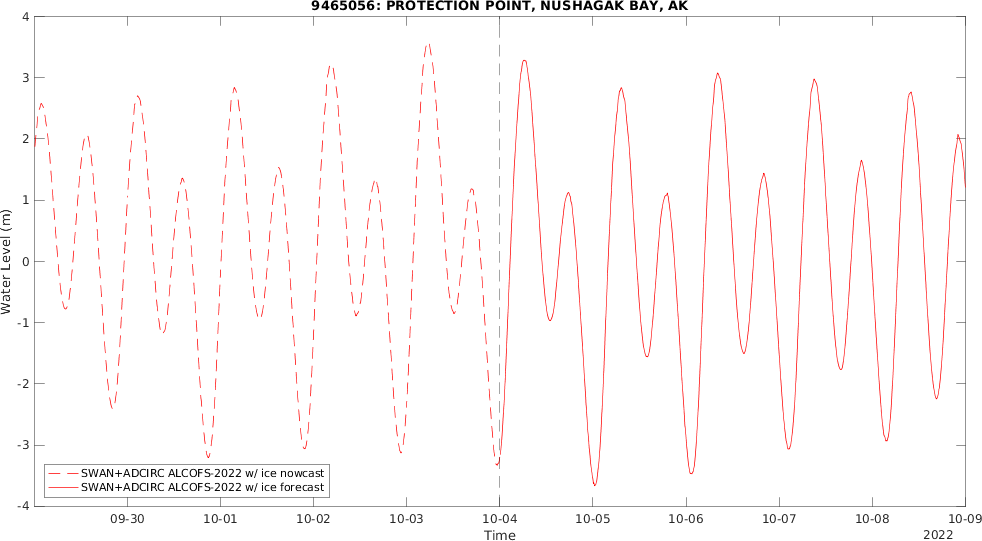 9465056: PROTECTION POINT, NUSHAGAK BAY, AK
Water Level (m)
4
3
2
1
0
-1
-2
-3
-4
SWAN+ADCIRC ALCOFS-2022 w/ ice nowcast
SWAN+ADCIRC ALCOFS-2022 w/ ice forecast
09-30 10-01 10-02 10-03 10-04 10-05 10-06 10-07 10-08 10-09
Time
2022